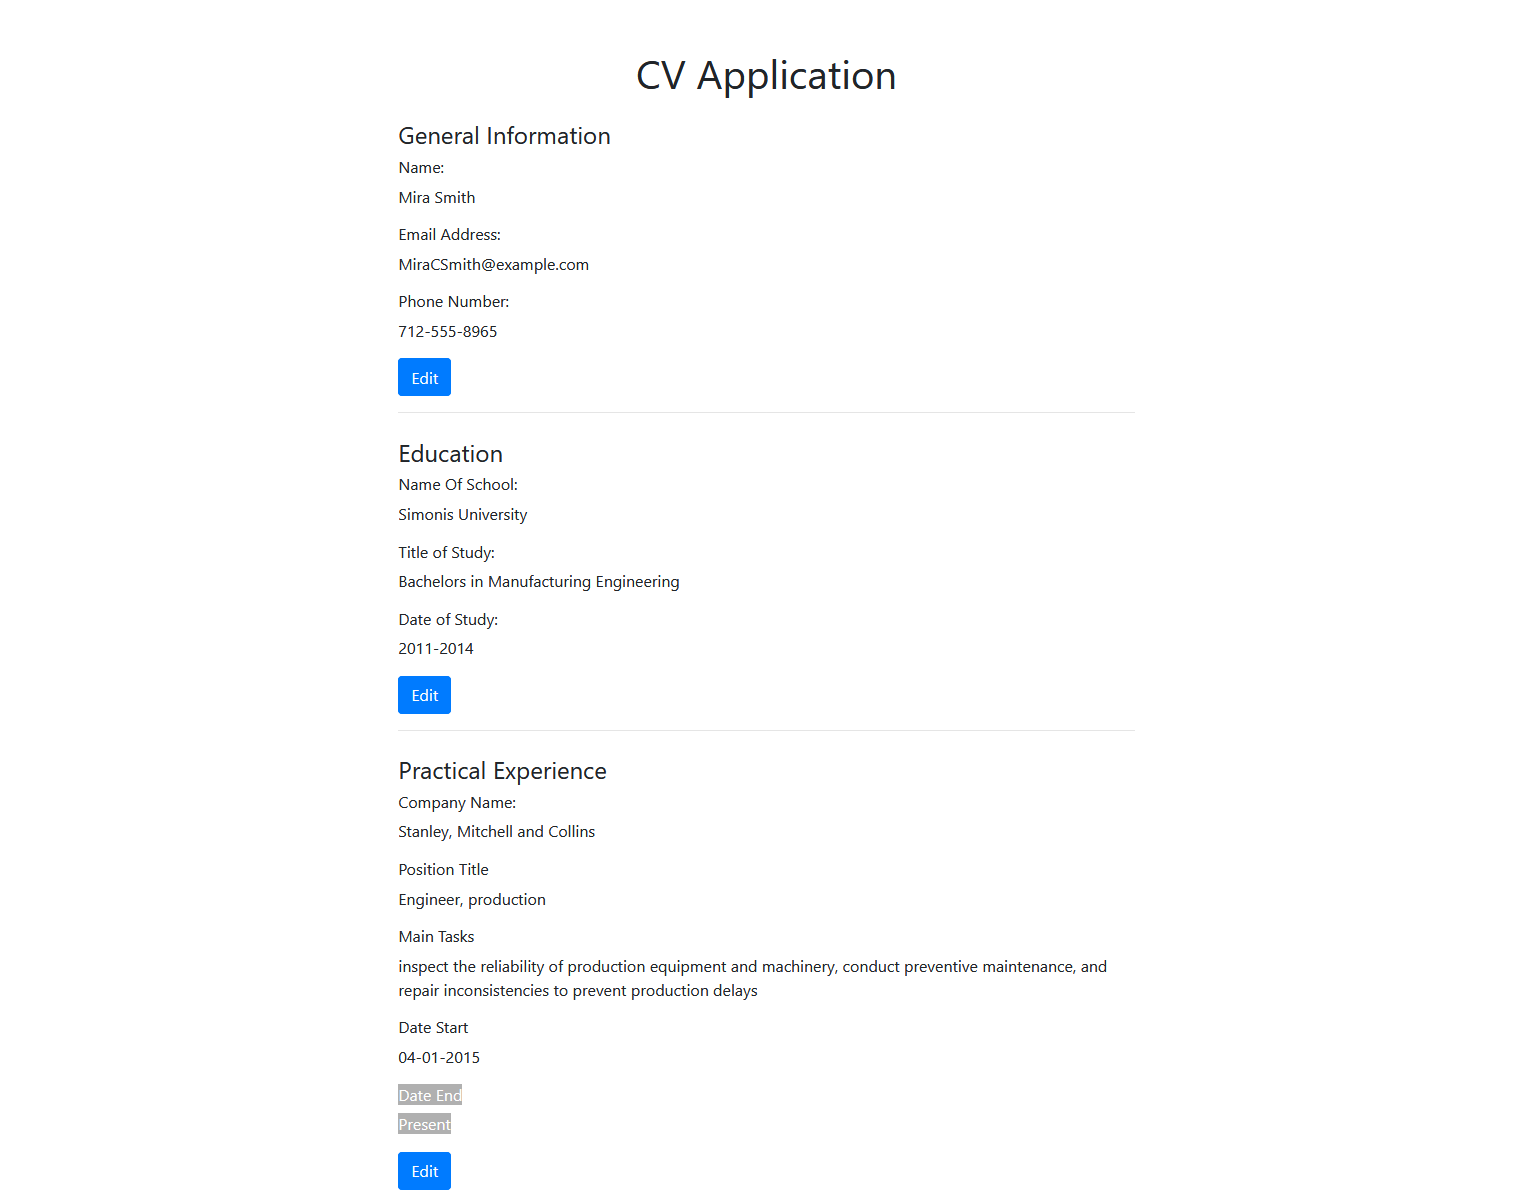 CV Application
General Information
Name:
Mira Smith
Email Address:
MiraCSmith@example.com
Phone Number:
712-555-8965
Edit
Education
Name Of School:
Simonis University
Title of Study:
Bachelors in Manufacturing Engineering
Date of Study:
2011-2014
Edit
Practical Experience
Company Name:
Stanley, Mitchell and Collins
Position Title
Engineer, production
Main Tasks
inspect the reliability of production equipment and machinery, conduct preventive maintenance, and
repair inconsistencies to prevent production delays
Date Start
04-01-2015
Date End
Present
Edit